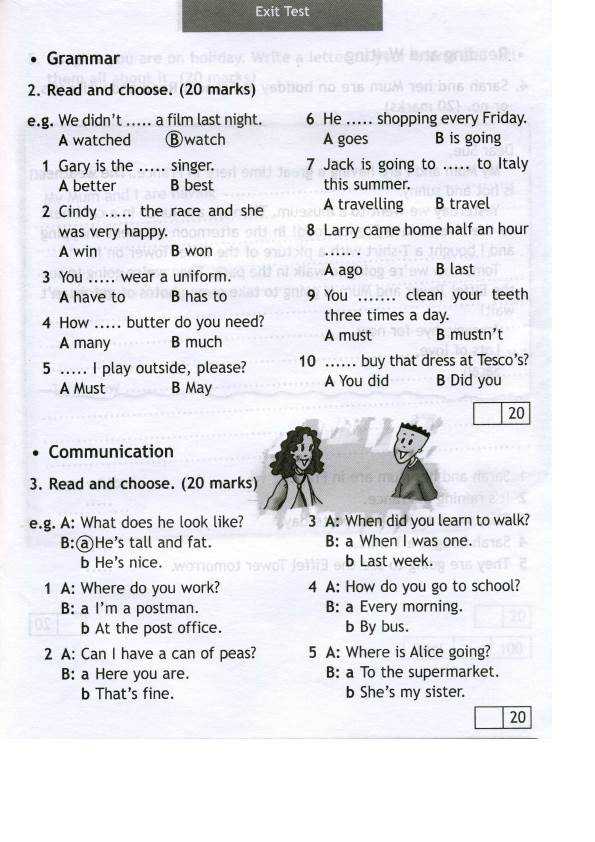 Exit Test
• Grammar
2. Read and choose. (20 marks)
e.g. We didn't ..... a film last night.
A watched B watch
1 Gary is the ..... singer.
A better B best
2 Cindy ..... the race and she
was very happy.
A win B won
3 You ..... wear a uniform.
A have to B has to
4 How ..... butter do you need?
A many B much
5 ..... I play outside, please?
A Must B May
6 He ..... shopping every Friday.
A goes B is going
7 Jack is going to ..... to Italy
this summer.
A travelling B travel
8 Larry came home half an hour
...... .
A ago B last
9 You ....... clean your teeth
three times a day.
A must B mustn't
10 ...... buy that dress at Tesco's?
A You did B Did you
20
• Communication
3. Read and choose. (20 marks)
e.g. A: What does he look like?
B: a He's tall and fat.
b He's nice.
1 A: Where do you work?
B: a I'm a postman.
b At the post office.
2 A: Can I have a can of peas?
B: a Here you are.
b That's fine.
3 A: When did you learn to walk?
B: a When I was one.
b Last week.
4 A: How do you go to school?
B: a Every morning.
b By bus.
5 A: Where is Alice going?
B: a To the supermarket.
b She's my sister.
20